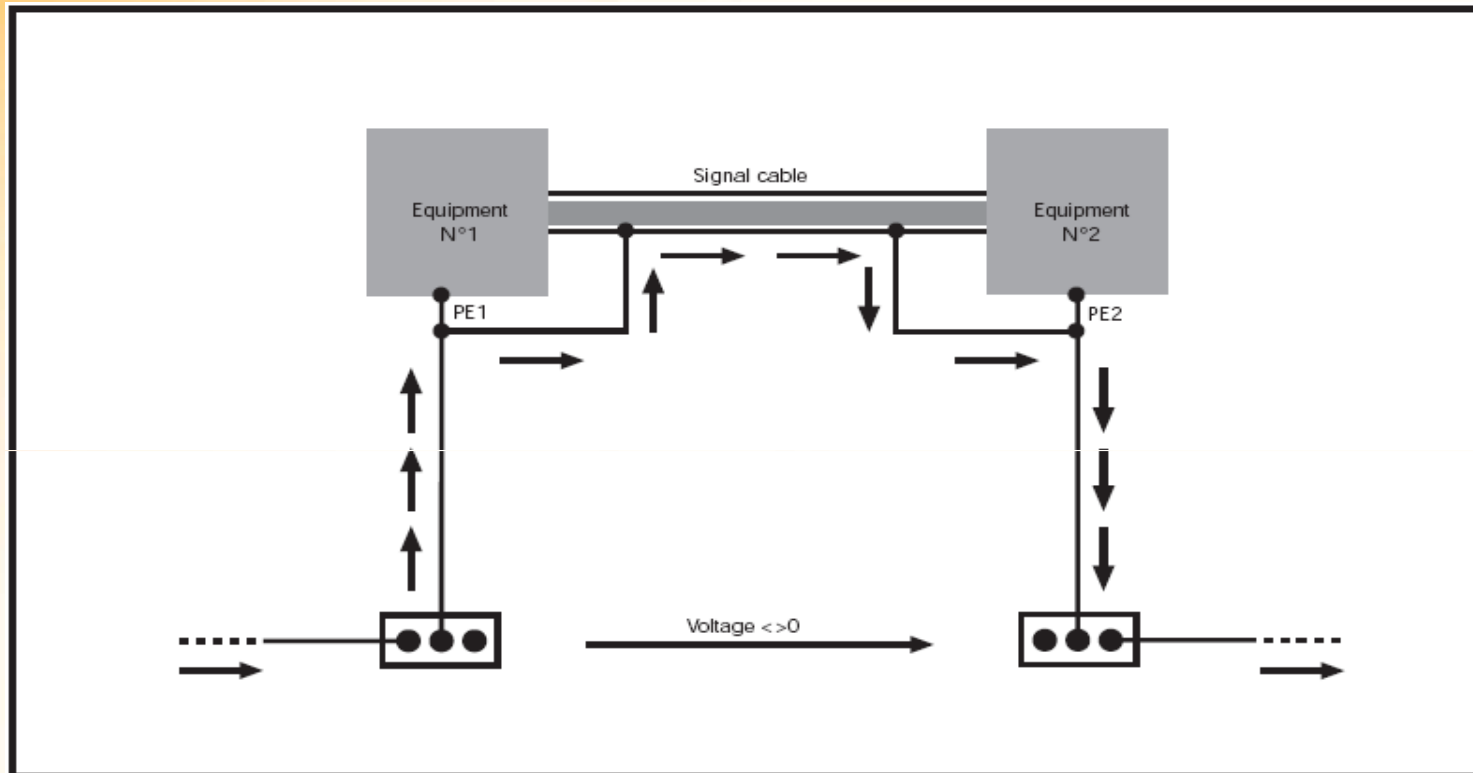 Signal cable
Equipment
N°1
Equipment
N°2
PE1
PE2
Voltage <>0